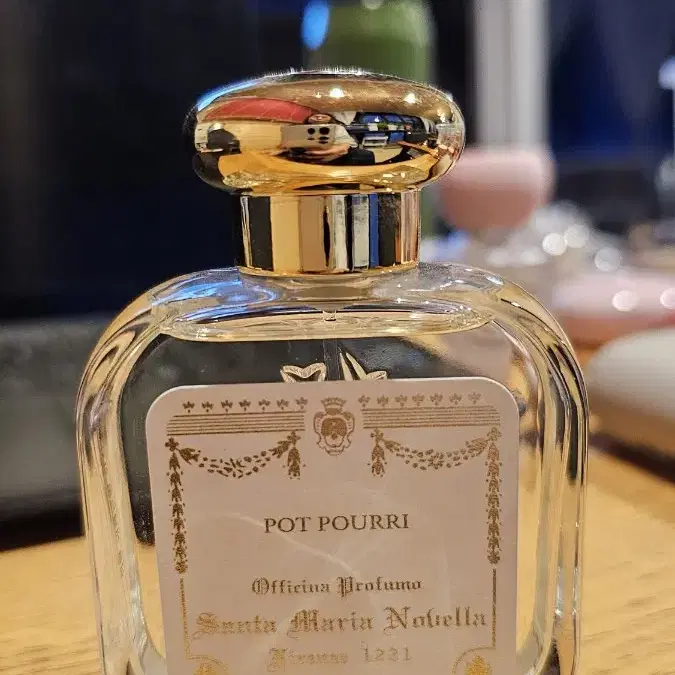 POT POURRI
Officina Profumo
Santa Maria Novella
Firenze 1221